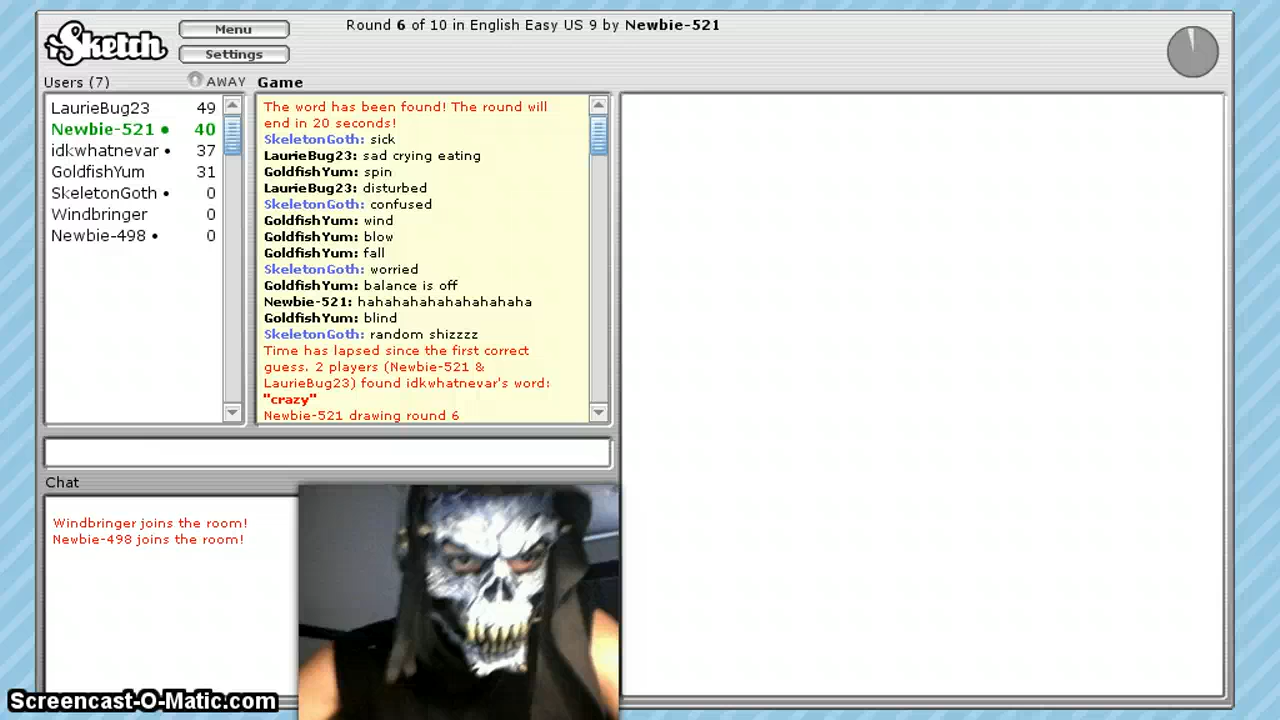 iSketch
Menu
Settings
Round 6 of 10 in English Easy US 9 by Newbie-521
Users (7)
AWAY
LaurieBug23 49
Newbie-521 • 40
idkwhatnevar • 37
GoldfishYum 31
SkeletonGoth • 0
Windbringer 0
Newbie-498 • 0
Game
The word has been found! The round will
end in 20 seconds!
SkeletonGoth: sick
LaurieBug23: sad crying eating
GoldfishYum: spin
LaurieBug23: disturbed
SkeletonGoth: confused
GoldfishYum: wind
GoldfishYum: blow
GoldfishYum: fall
SkeletonGoth: worried
GoldfishYum: balance is off
Newbie-521: hahahahahahahahahaha
GoldfishYum: blind
SkeletonGoth: random shizzzz
Time has lapsed since the first correct
guess. 2 players (Newbie-521 &
LaurieBug23) found idkwhatnevar's word:
"crazy"
Newbie-521 drawing round 6
Chat
Windbringer joins the room!
Newbie-498 joins the room!
Screencast-O-Matic.com